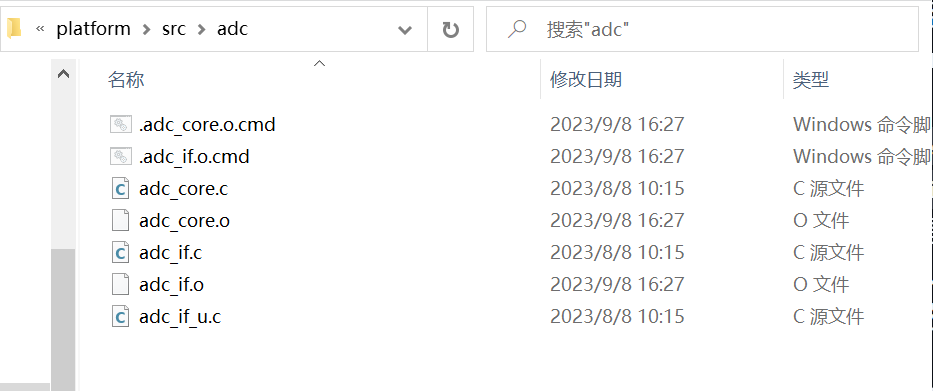 « platform > src > adc
搜索"adc"
名称 修改日期 类型
.adc_core.o.cmd 2023/9/8 16:27 Windows 命令脚
.adc_if.o.cmd 2023/9/8 16:27 Windows 命令脚
adc_core.c 2023/8/8 10:15 C 源文件
adc_core.o 2023/9/8 16:27 O 文件
adc_if.c 2023/8/8 10:15 C 源文件
adc_if.o 2023/9/8 16:27 O 文件
adc_if_u.c 2023/8/8 10:15 C 源文件